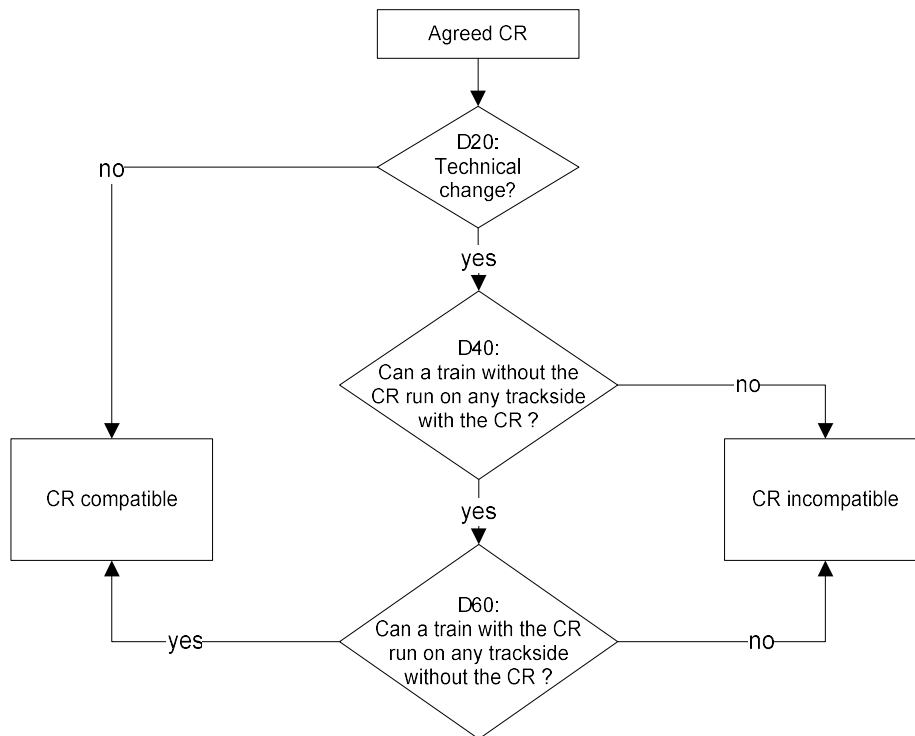 Agreed CR
D20:
Technical
change?
no
yes
D40:
Can a train without the
CR run on any trackside
with the CR ?
no
CR compatible
CR incompatible
yes
D60:
Can a train with the CR
run on any trackside
without the CR ?
yes
no